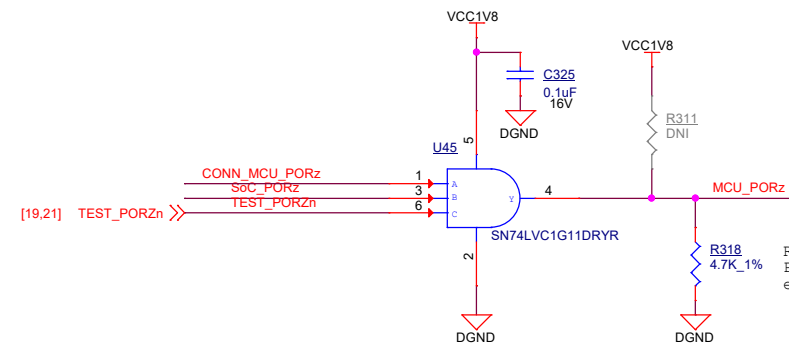 VCC1V8
VCC1V8
C325
0.1uF
16V
R311
DNI
DGND
5
U45
CONN_MCU_PORz
1
A
SoC_PORz
3
B
Y
4
MCU_PORz
[19,21]
TEST_PORZn
TEST_PORZn
6
C
SN74LVC1G11DRYR
2
R318
4.7K_1%
DGND
DGND